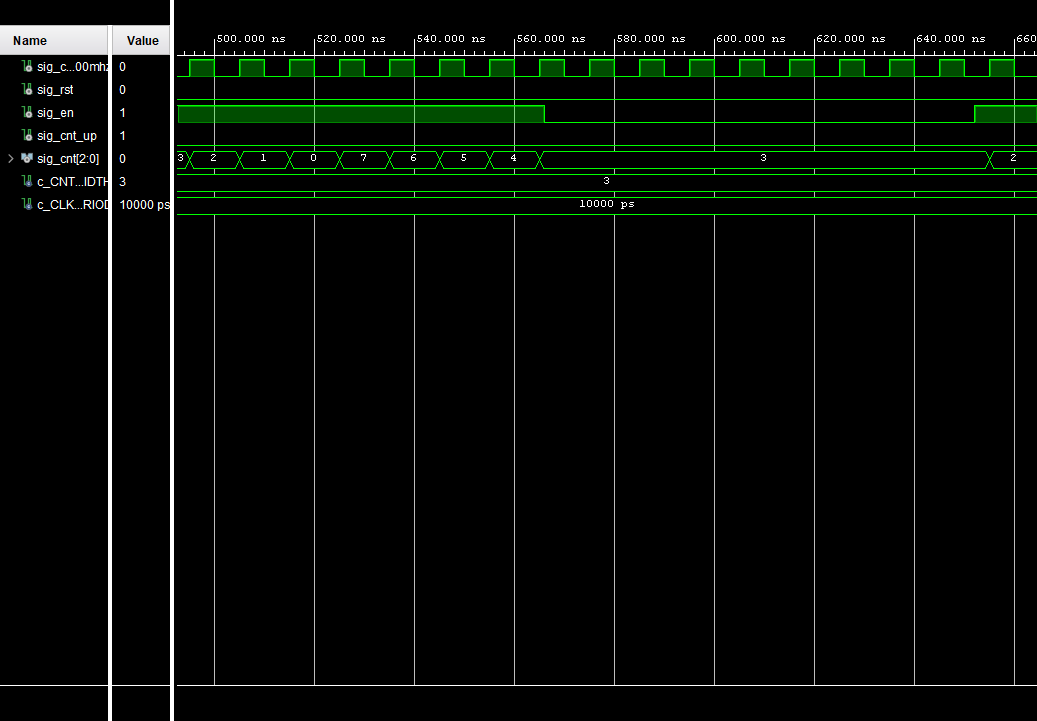 Name Value
500.000 ns 520.000 ns 540.000 ns 560.000 ns 580.000 ns 600.000 ns 620.000 ns 640.000 ns 660
sig_c...00mhz 0
sig_rst 0
sig_en 1
sig_cnt_up 1
sig_cnt[2:0] 0 3 2 1 0 7 6 5 4 3 2
c_CNT...IDTH 3 3
c_CLK...RIOD 10000 ps 10000 ps